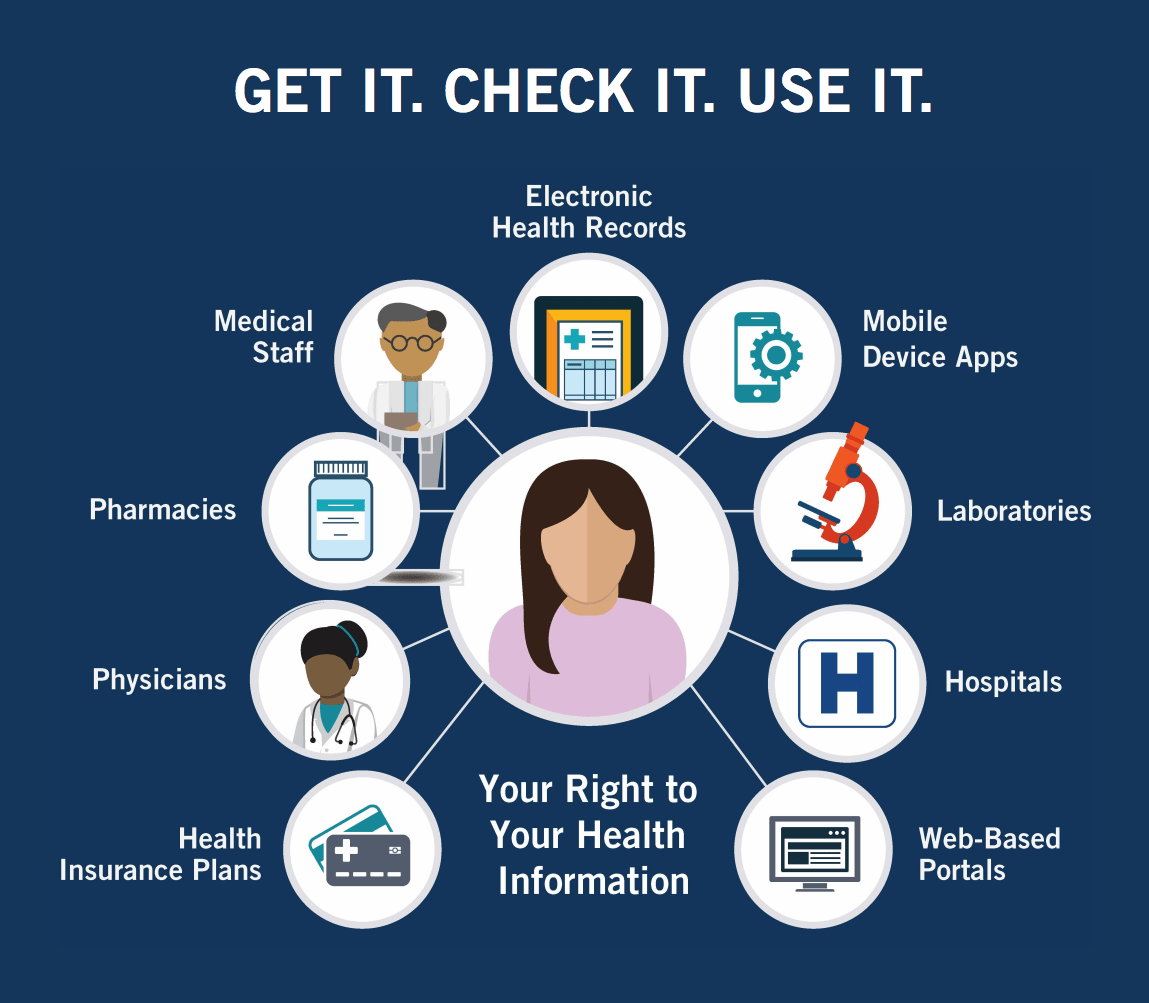 GET IT. CHECK IT. USE IT.
Electronic
Health Records
Medical
Staff
Mobile
Device Apps
Pharmacies
Laboratories
Physicians
H
Hospitals
Your Right to
Your Health
Information
Health
Insurance Plans
Web-Based
Portals